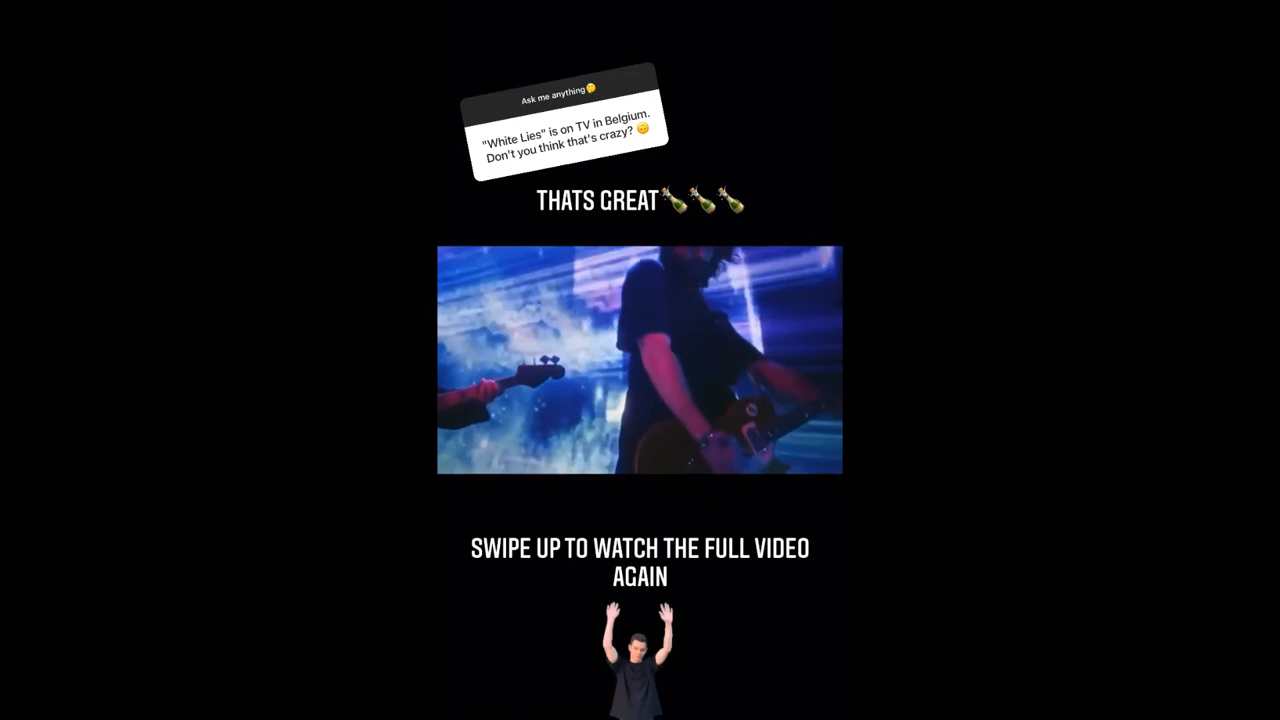 Ask me anything🤔
"White Lies" is on TV in Belgium.
Don't you think that's crazy? 🙃
THATS GREAT🍾🍾🍾
SWIPE UP TO WATCH THE FULL VIDEO
AGAIN